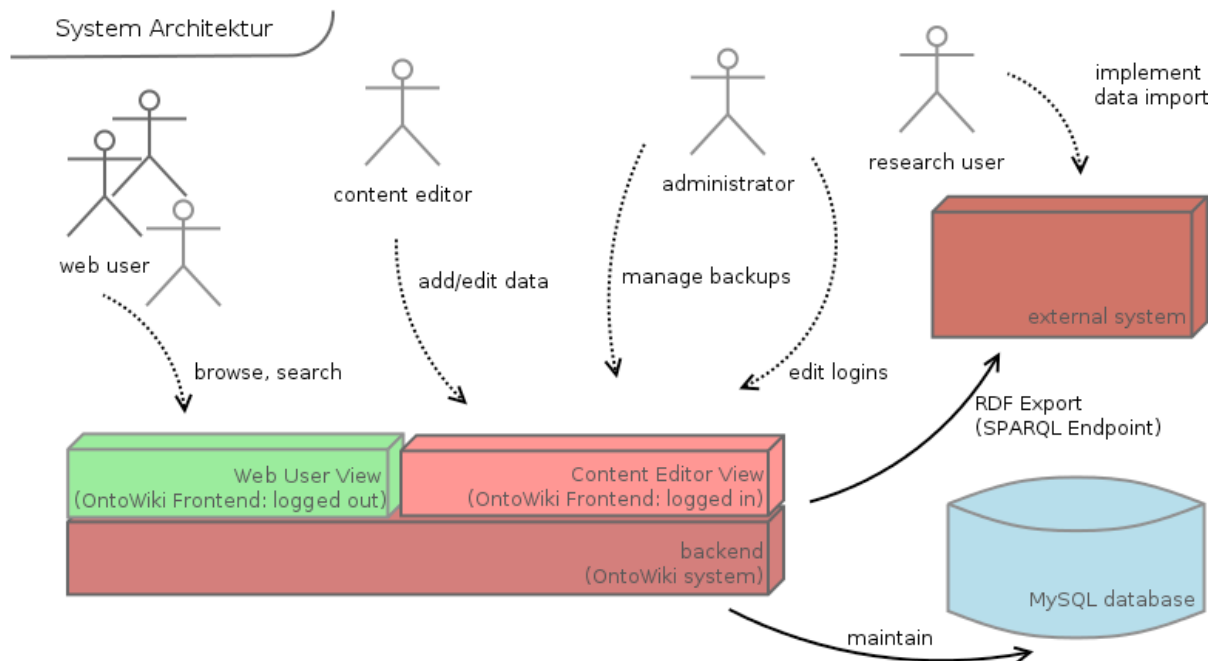 System Architektur
web user
content editor
administrator
research user
implement
data import
add/edit data
manage backups
browse, search
edit logins
external system
RDF Export
(SPARQL Endpoint)
Web User View
(OntoWiki Frontend: logged out)
Content Editor View
(OntoWiki Frontend: logged in)
backend
(OntoWiki system)
MySQL database
maintain